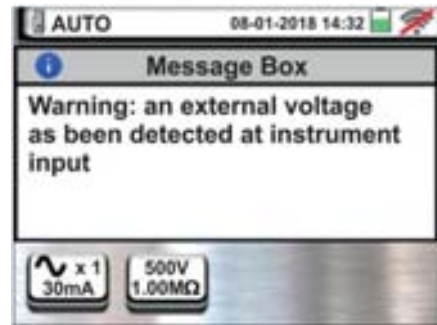 AUTO 08-01-2018 14:32
Message Box
Warning: an external voltage
as been detected at instrument
input
x 1 500V
30mA 1.00MΩ